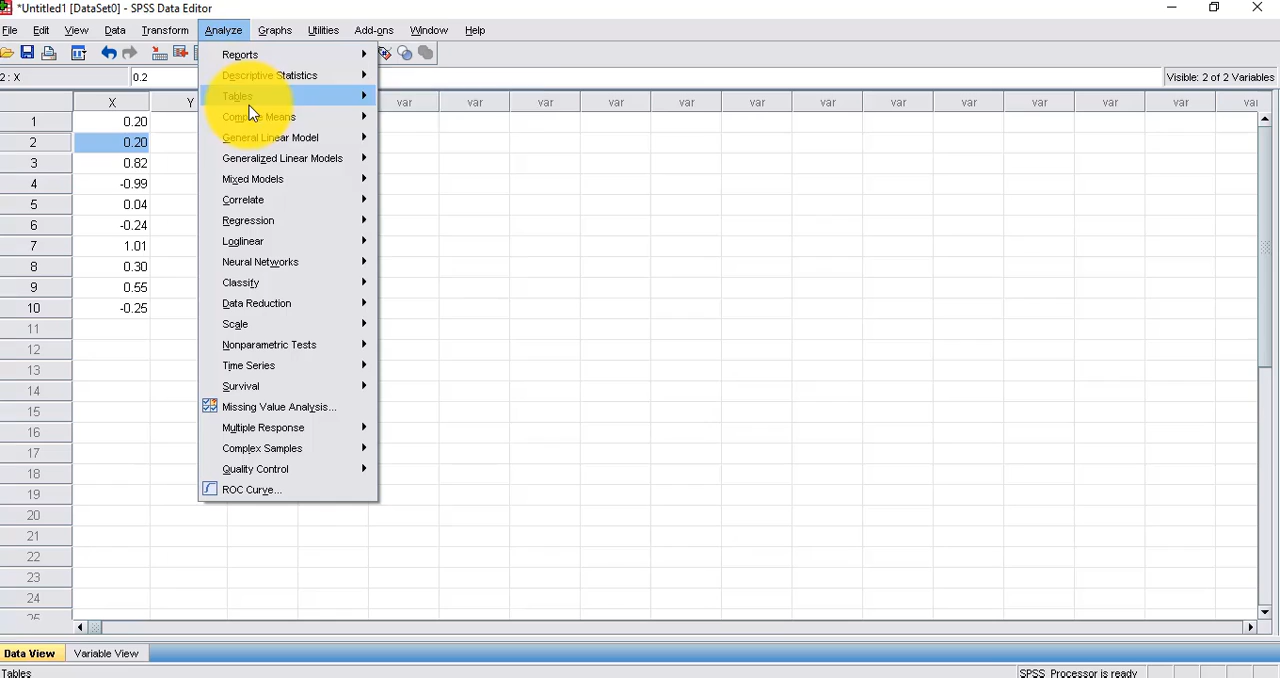 *Untitled1 [DataSet0] - SPSS Data Editor
File Edit View Data Transform Analyze Graphs Utilities Add-ons Window Help
2 : X 0.2 Visible: 2 of 2 Variables
X Y var var var var var var var var var var var var var
1 0.20
2 0.20
3 0.82
4 -0.99
5 0.04
6 -0.24
7 1.01
8 0.30
9 0.55
10 -0.25
11
12
13
14
15
16
17
18
19
20
21
22
23
24
25
Reports
Descriptive Statistics
Tables
Compare Means
General Linear Model
Generalized Linear Models
Mixed Models
Correlate
Regression
Loglinear
Neural Networks
Classify
Data Reduction
Scale
Nonparametric Tests
Time Series
Survival
Missing Value Analysis...
Multiple Response
Complex Samples
Quality Control
ROC Curve...
Data View Variable View
Tables SPSS Processor is ready